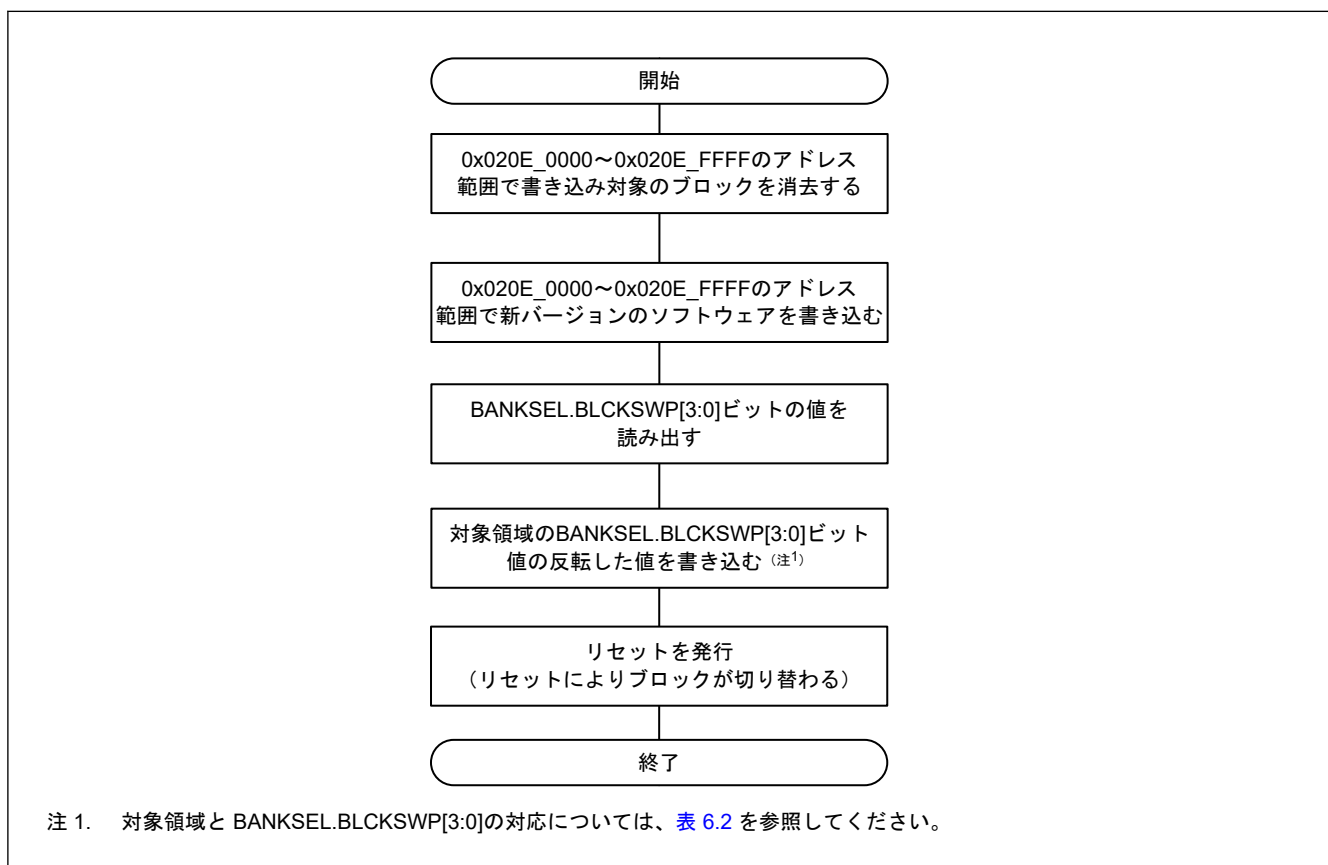 開始
0x020E_0000～0x020E_FFFFのアドレス
範囲で書き込み対象のブロックを消去する
0x020E_0000～0x020E_FFFFのアドレス
範囲で新バージョンのソフトウェアを書き込む
BANKSEL.BLCKSWP[3:0]ビットの値を
読み出す
対象領域のBANKSEL.BLCKSWP[3:0]ビット
値の反転した値を書き込む（注1）
リセットを発行
（リセットによりブロックが切り替わる）
終了
注 1. 対象領域と BANKSEL.BLCKSWP[3:0]の対応については、表 6.2 を参照してください。